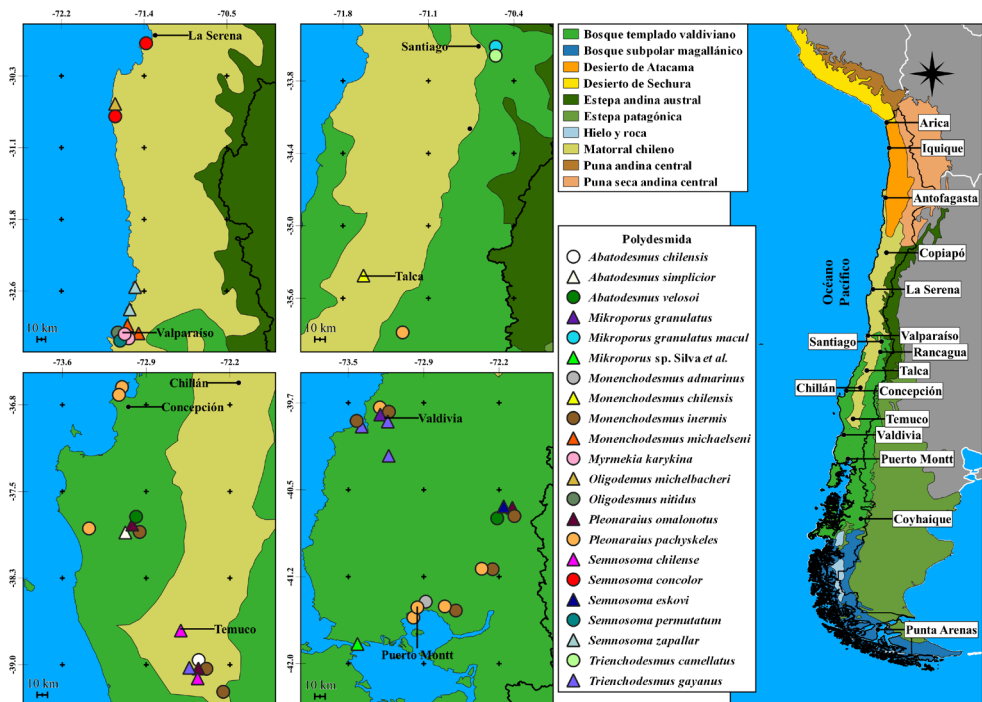 -72.2
-71.4
-70.5
La Serena
-30.3
-31.1
-31.8
-32.6
Valparaíso
10 km
-71.8
-71.1
-70.4
Santiago
-33.8
-34.4
-35.0
-35.6
Talca
10 km
-73.6
-72.9
-72.2
Chillán
Concepción
-36.8
-37.5
-38.3
-39.0
Temuco
10 km
-73.5
-72.9
-72.2
-39.7
Valdivia
-40.5
-41.2
-42.0
Puerto Montt
10 km
Bosque templado valdiviano
Bosque subpolar magallánico
Desierto de Atacama
Desierto de Sechura
Estepa andina austral
Estepa patagónica
Hielo y roca
Matorral chileno
Puna andina central
Puna seca andina central
Polydesmida
Abatodesmus chilensis
Abatodesmus simplicior
Abatodesmus velosoi
Mikroporus granulatus
Mikroporus granulatus macul
Mikroporus sp. Silva et al.
Monenchodesmus admarinus
Monenchodesmus chilensis
Monenchodesmus inermis
Monenchodesmus michaelseni
Myrmekia karykina
Oligodemus michelbacheri
Oligodesmus nitidus
Pleonaraius omalonotus
Pleonaraius pachyskeles
Semnosoma chilense
Semnosoma concolor
Semnosoma eskovi
Semnosoma permutatum
Semnosoma zapallar
Trienchodesmus camellatus
Trienchodesmus gayanus
Océano
Pacífico
Arica
Iquique
Antofagasta
Copiapó
La Serena
Valparaíso
Santiago
Rancagua
Talca
Chillán
Concepción
Temuco
Valdivia
Puerto Montt
Coyhaique
Punta Arenas